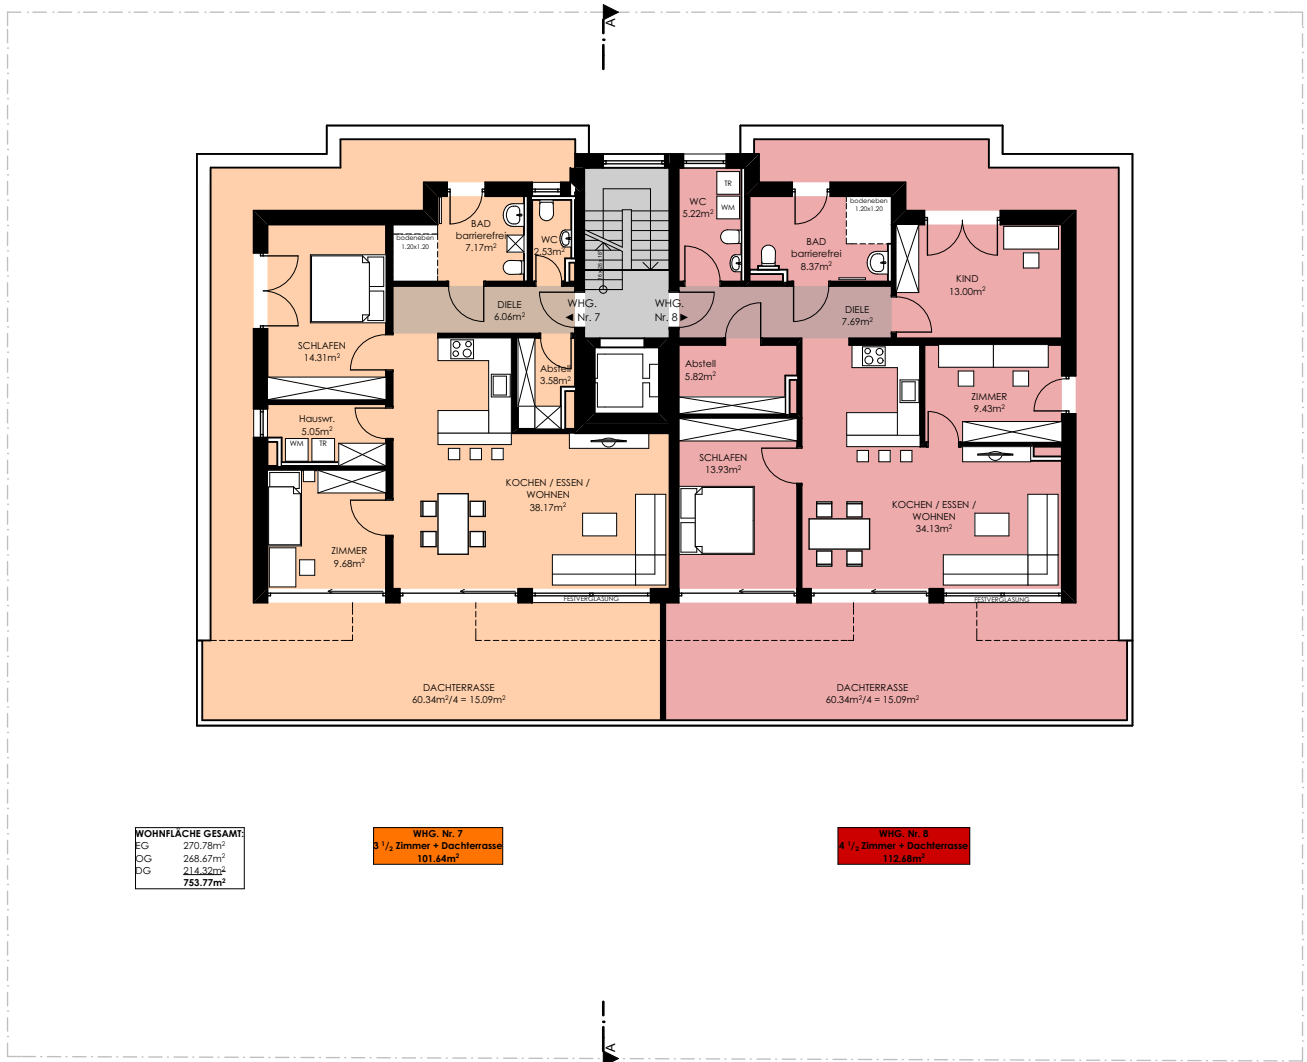 A
WC
5.22m²
TR
WM
bodeneben
1.20x1.20
BAD
barrierefrei
7.17m²
WC
2.53m²
bodeneben
1.20x1.20
BAD
barrierefrei
8.37m²
KIND
13.00m²
DIELE
6.06m²
WHG.
Nr. 7
WHG.
Nr. 8
DIELE
7.69m²
SCHLAFEN
14.31m²
Abstell
3.58m²
Abstell
5.82m²
ZIMMER
9.43m²
Hauswr.
5.05m²
WM
TR
SCHLAFEN
13.93m²
KOCHEN / ESSEN /
WOHNEN
38.17m²
KOCHEN / ESSEN /
WOHNEN
34.13m²
ZIMMER
9.68m²
FESTVERGLASUNG
FESTVERGLASUNG
DACHTERRASSE
60.34m²/4 = 15.09m²
DACHTERRASSE
60.34m²/4 = 15.09m²
WOHNFLÄCHE GESAMT:
EG 270.78m²
OG 268.67m²
DG 214.32m²
753.77m²
WHG. Nr. 7
3 ¹/₂ Zimmer + Dachterrasse
101.64m²
WHG. Nr. 8
4 ¹/₂ Zimmer + Dachterrasse
112.68m²
A